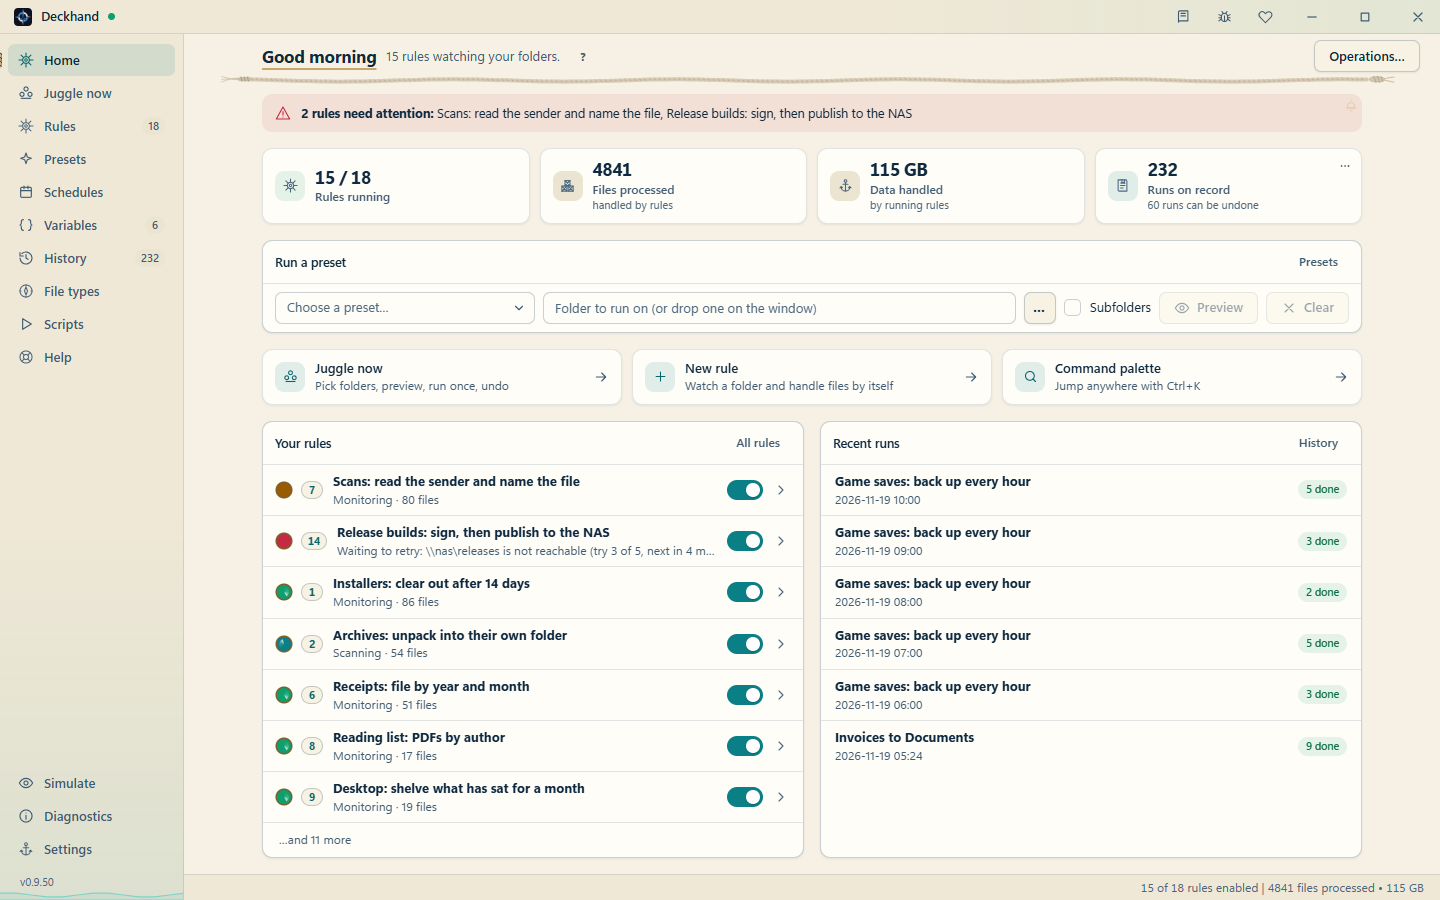 Deckhand
Home
Juggle now
Rules 18
Presets
Schedules
Variables 6
History 232
File types
Scripts
Help
Simulate
Diagnostics
Settings
v0.9.50
Good morning 15 rules watching your folders. ?
Operations...
2 rules need attention: Scans: read the sender and name the file, Release builds: sign, then publish to the NAS
15 / 18
Rules running
4841
Files processed
handled by rules
115 GB
Data handled
by running rules
232
Runs on record
60 runs can be undone
...
Run a preset
Presets
Choose a preset...
Folder to run on (or drop one on the window)
...
Subfolders
Preview
Clear
Juggle now
Pick folders, preview, run once, undo
New rule
Watch a folder and handle files by itself
Command palette
Jump anywhere with Ctrl+K
Your rules
All rules
7 Scans: read the sender and name the file
Monitoring · 80 files
14 Release builds: sign, then publish to the NAS
Waiting to retry: \\nas\releases is not reachable (try 3 of 5, next in 4 m...
1 Installers: clear out after 14 days
Monitoring · 86 files
2 Archives: unpack into their own folder
Scanning · 54 files
6 Receipts: file by year and month
Monitoring · 51 files
8 Reading list: PDFs by author
Monitoring · 17 files
9 Desktop: shelve what has sat for a month
Monitoring · 19 files
...and 11 more
Recent runs
History
Game saves: back up every hour
2026-11-19 10:00
5 done
Game saves: back up every hour
2026-11-19 09:00
3 done
Game saves: back up every hour
2026-11-19 08:00
2 done
Game saves: back up every hour
2026-11-19 07:00
5 done
Game saves: back up every hour
2026-11-19 06:00
3 done
Invoices to Documents
2026-11-19 05:24
9 done
15 of 18 rules enabled | 4841 files processed • 115 GB